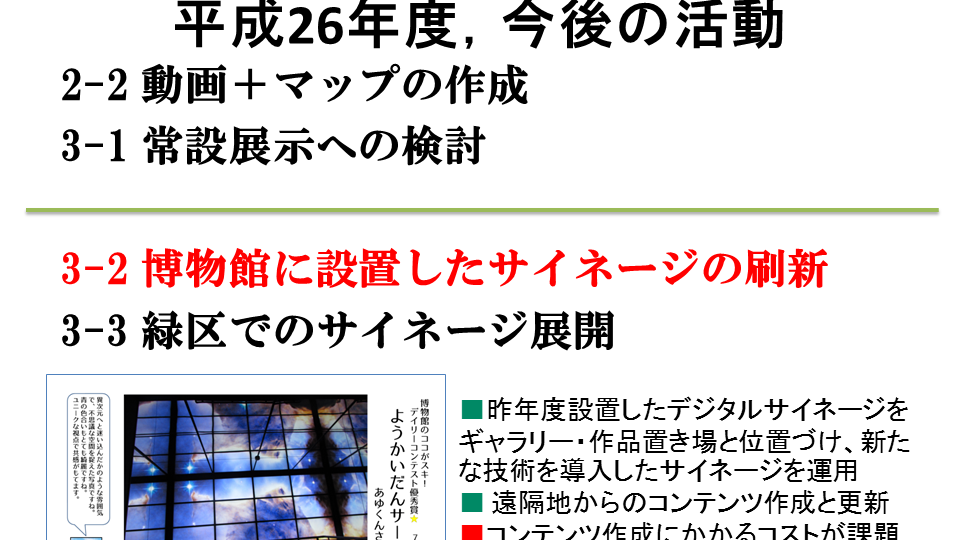 平成26年度，今後の活動
2-2 動画＋マップの作成
3-1 常設展示への検討
3-2 博物館に設置したサイネージの刷新
3-3 緑区でのサイネージ展開
博物館のココがスキー
デイリーコンテスト優秀賞★
ようかいだんサー
あゆくんさ
異次元へと迷い込んだかのような雰囲気
で、不思議な空間を捉えた写真ですね。
青の色合いもとても綺麗ですね。
ユニークな視点で共感がもてます。
■昨年度設置したデジタルサイネージを
ギャラリー・作品置き場と位置づけ、新た
な技術を導入したサイネージを運用
■ 遠隔地からのコンテンツ作成と更新
■コンテンツ作成にかかるコストが課題